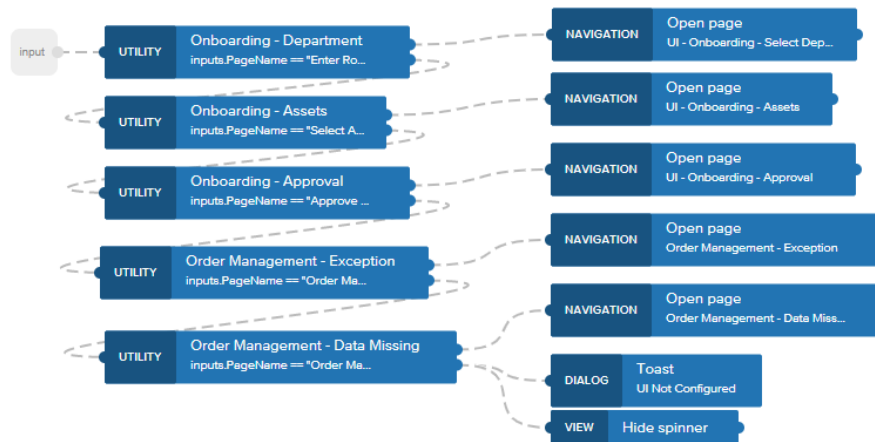 input
UTILITY
Onboarding - Department
inputs.PageName == "Enter Ro...
NAVIGATION
Open page
UI - Onboarding - Select Dep...
UTILITY
Onboarding - Assets
inputs.PageName == "Select A...
NAVIGATION
Open page
UI - Onboarding - Assets
UTILITY
Onboarding - Approval
inputs.PageName == "Approve ...
NAVIGATION
Open page
UI - Onboarding - Approval
UTILITY
Order Management - Exception
inputs.PageName == "Order Ma...
NAVIGATION
Open page
Order Management - Exception
UTILITY
Order Management - Data Missing
inputs.PageName == "Order Ma...
NAVIGATION
Open page
Order Management - Data Miss...
DIALOG
Toast
UI Not Configured
VIEW
Hide spinner